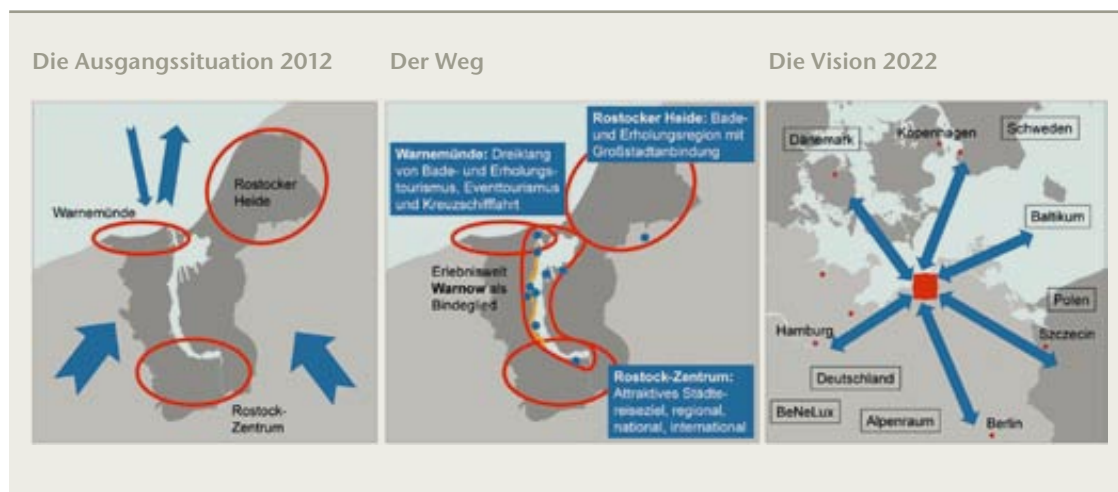 Die Ausgangssituation 2012
Der Weg
Die Vision 2022
Rostocker
Heide
Warnemünde
Rostock-
Zentrum
Rostocker Heide: Bade-
und Erholungsregion mit
Großstadtanbindung
Warnemünde: Dreiklang
von Bade- und Erholungs-
tourismus, Eventtourismus
und Kreuzschifffahrt
Erlebniswelt
Warnow als
Bindeglied
Rostock-Zentrum:
Attraktives Städte-
reiseziel, regional,
national, international
Dänemark
Kopenhagen
Schweden
Baltikum
Polen
Hamburg
Szczecin
Deutschland
BeNeLux
Alpenraum
Berlin